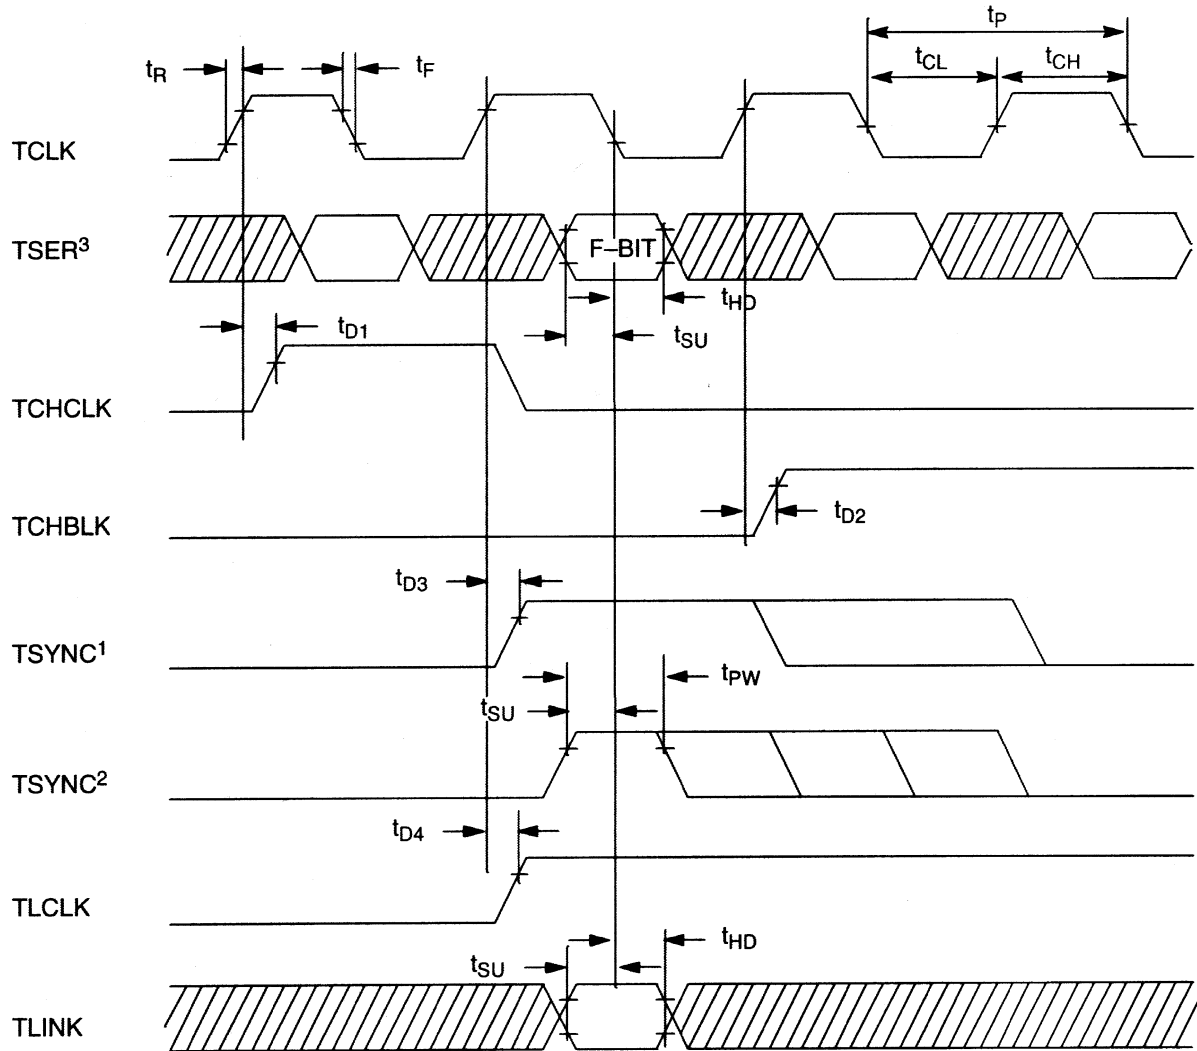 tP
tR
tF
tCL
tCH
TCLK
TSER3
F–BIT
tHD
tD1
tSU
TCHCLK
TCHBLK
tD2
tD3
TSYNC1
tPW
tSU
TSYNC2
tD4
TLCLK
tHD
tSU
TLINK